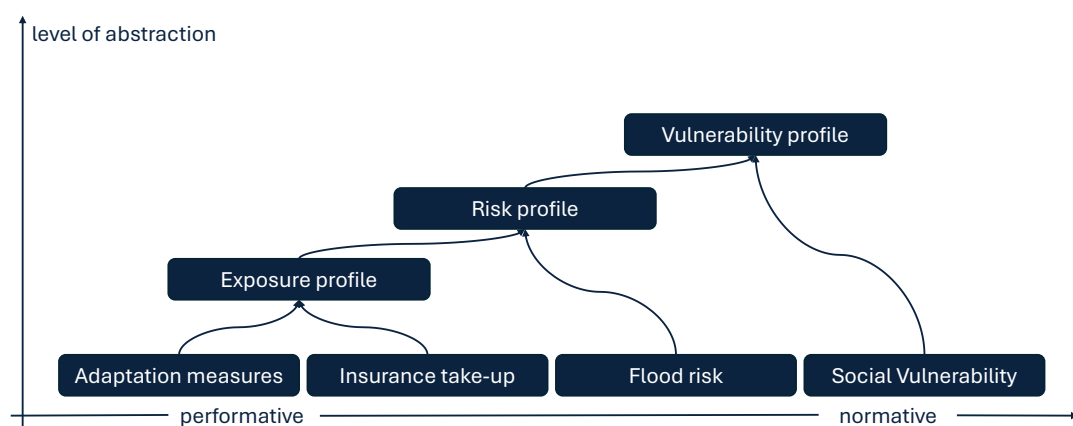 level of abstraction
Vulnerability profile
Risk profile
Exposure profile
Adaptation measures
Insurance take-up
Flood risk
Social Vulnerability
performative
normative